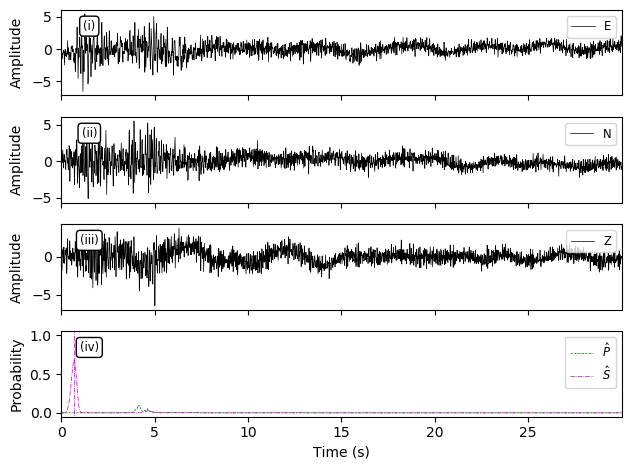 5
0
−5
Amplitude
(i)
E
5
0
−5
Amplitude
(ii)
N
0
−5
Amplitude
(iii)
Z
1.0
0.5
0.0
Probability
(iv)
P̂
Ŝ
0 5 10 15 20 25
Time (s)